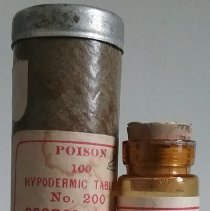 POISON
100
HYPODERMIC TAB
No. 200